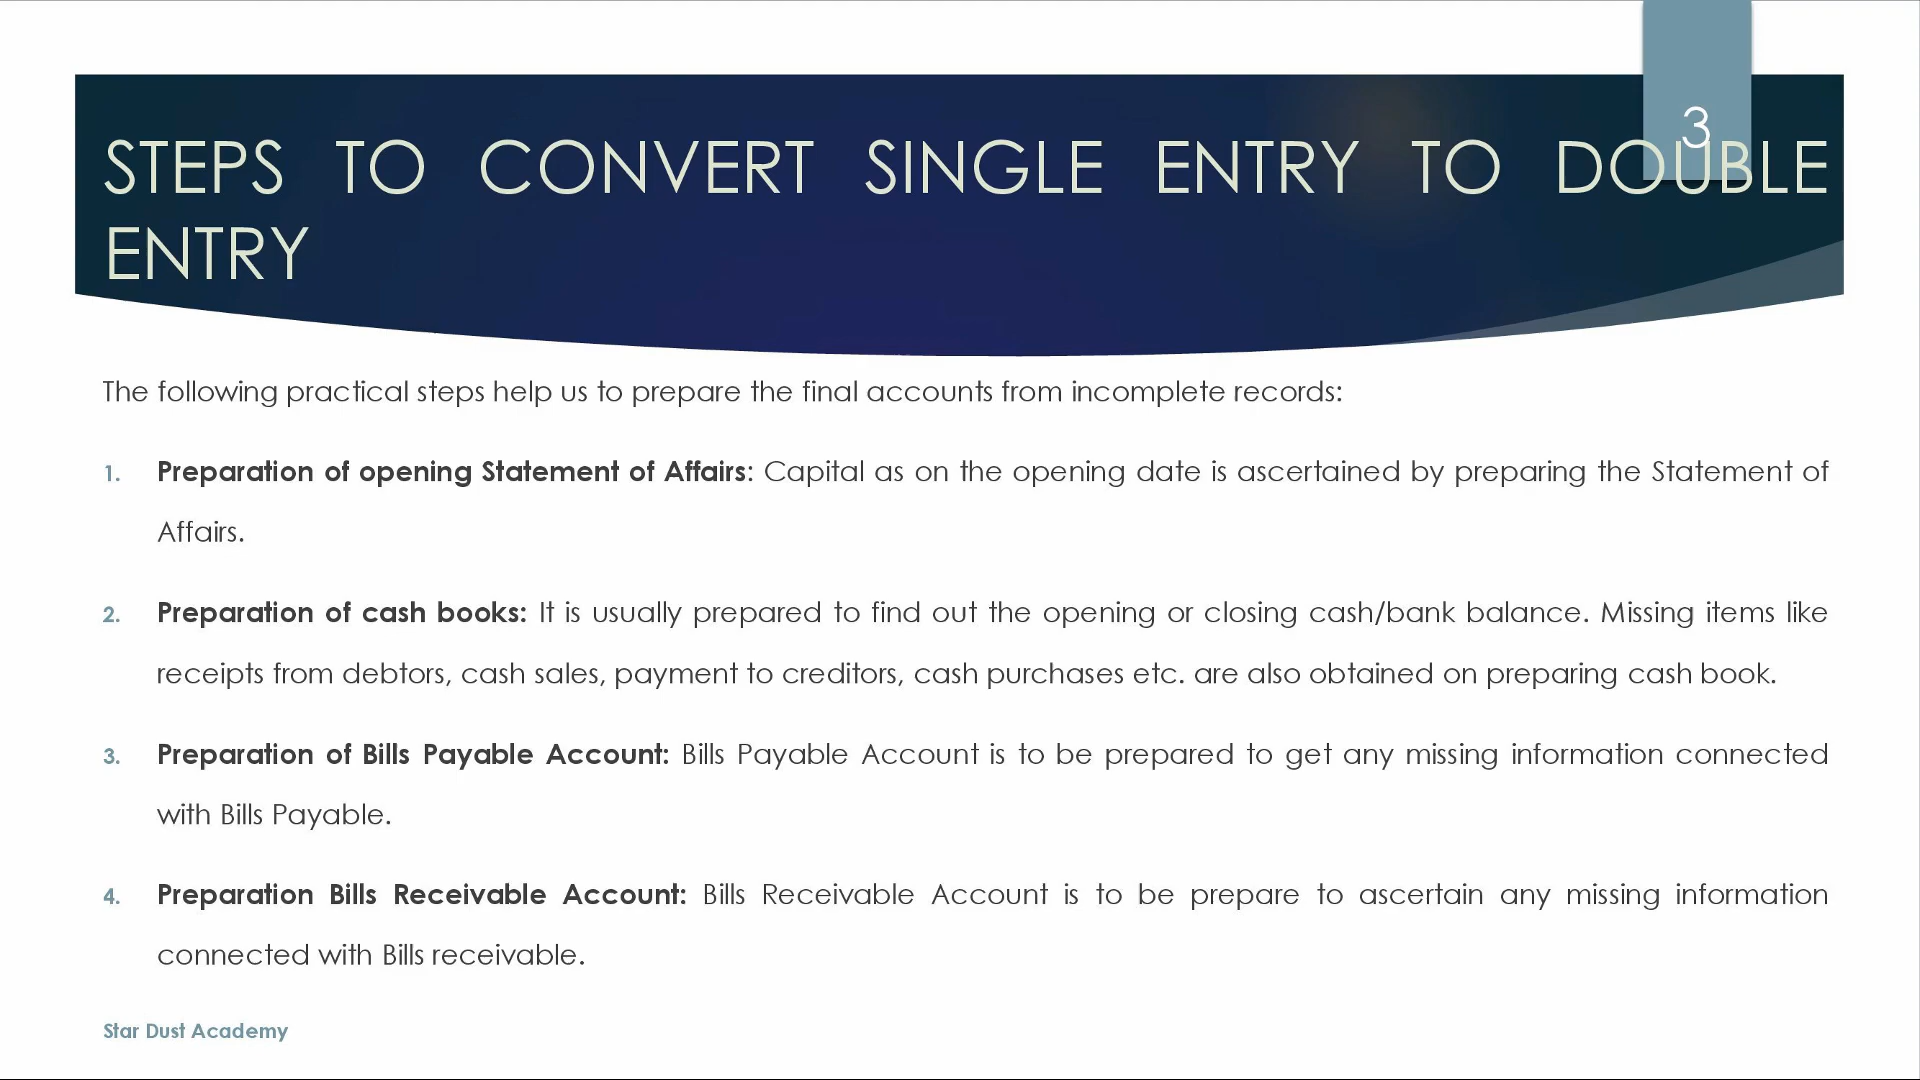 3
STEPS TO CONVERT SINGLE ENTRY TO DOUBLE
ENTRY
The following practical steps help us to prepare the final accounts from incomplete records:
1. Preparation of opening Statement of Affairs: Capital as on the opening date is ascertained by preparing the Statement of
Affairs.
2. Preparation of cash books: It is usually prepared to find out the opening or closing cash/bank balance. Missing items like
receipts from debtors, cash sales, payment to creditors, cash purchases etc. are also obtained on preparing cash book.
3. Preparation of Bills Payable Account: Bills Payable Account is to be prepared to get any missing information connected
with Bills Payable.
4. Preparation Bills Receivable Account: Bills Receivable Account is to be prepare to ascertain any missing information
connected with Bills receivable.
Star Dust Academy